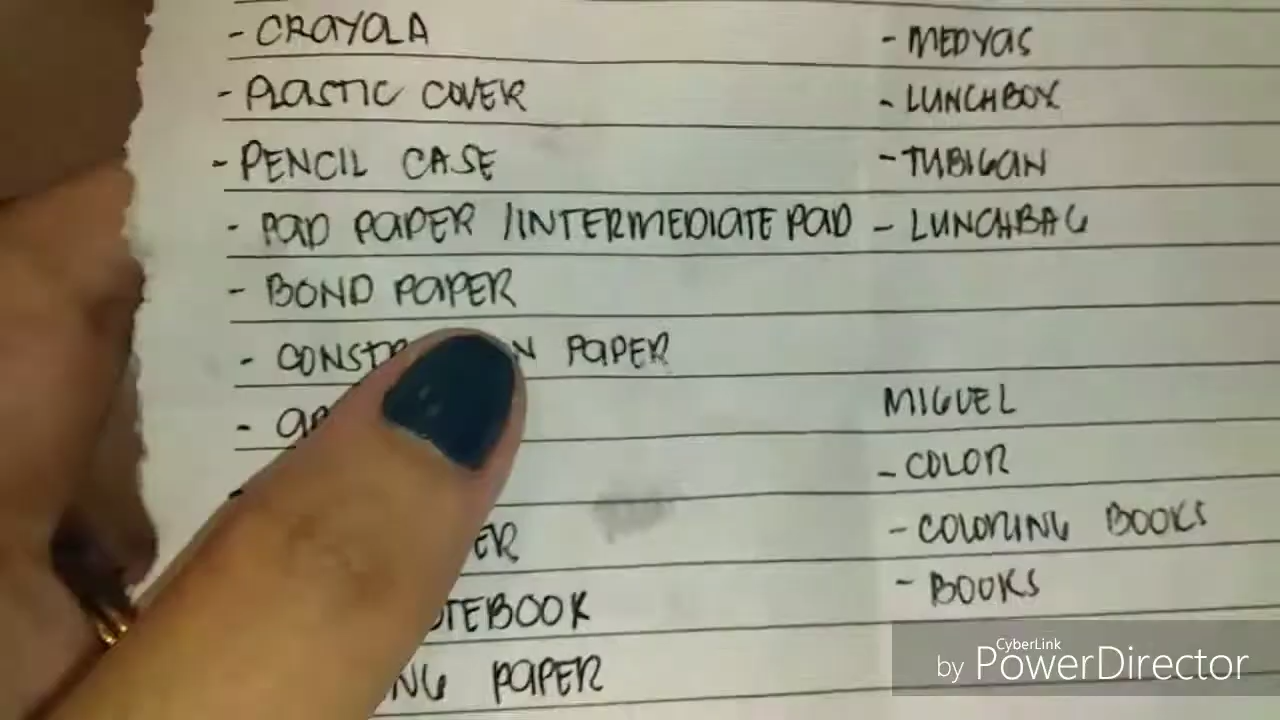 - CRAYOLA
- PLASTIC COVER
- PENCIL CASE
- PAD PAPER /INTERMEDIATE PAD
- BOND PAPER
- PAPER
- MEDYAS
- LUNCHBOX
- TUBIGAN
- LUNCHBAG
MIGUEL
- COLOR
- COLORING BOOKS
- BOOKS
PAPER
CyberLink
by PowerDirector